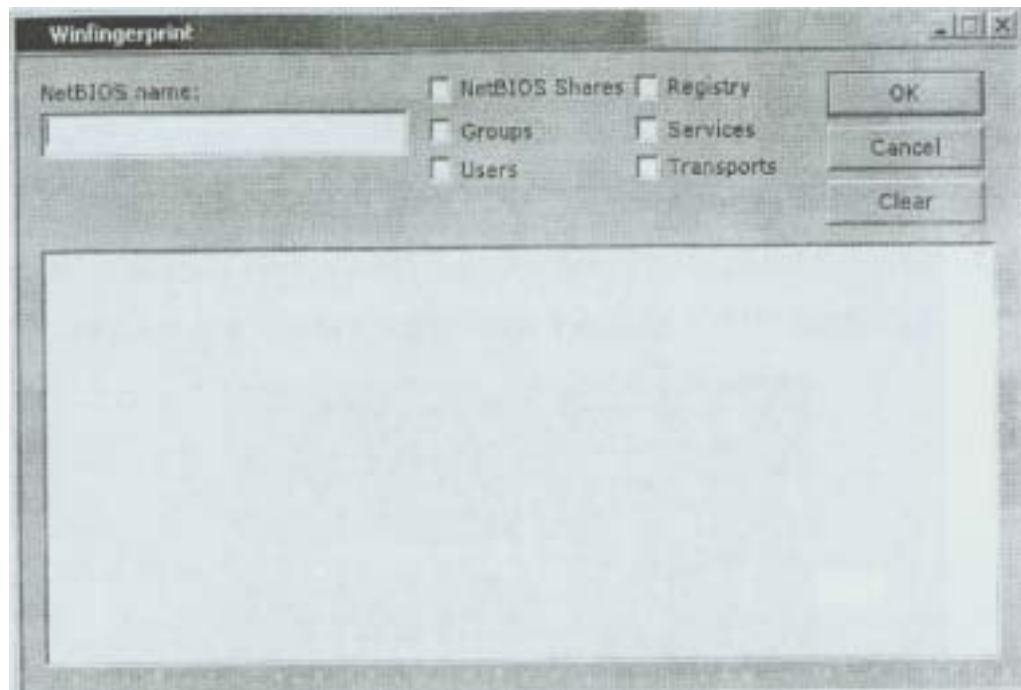 Winfingerprint
NetBIOS name:
NetBIOS Shares
Registry
OK
Groups
Services
Cancel
Users
Transports
Clear